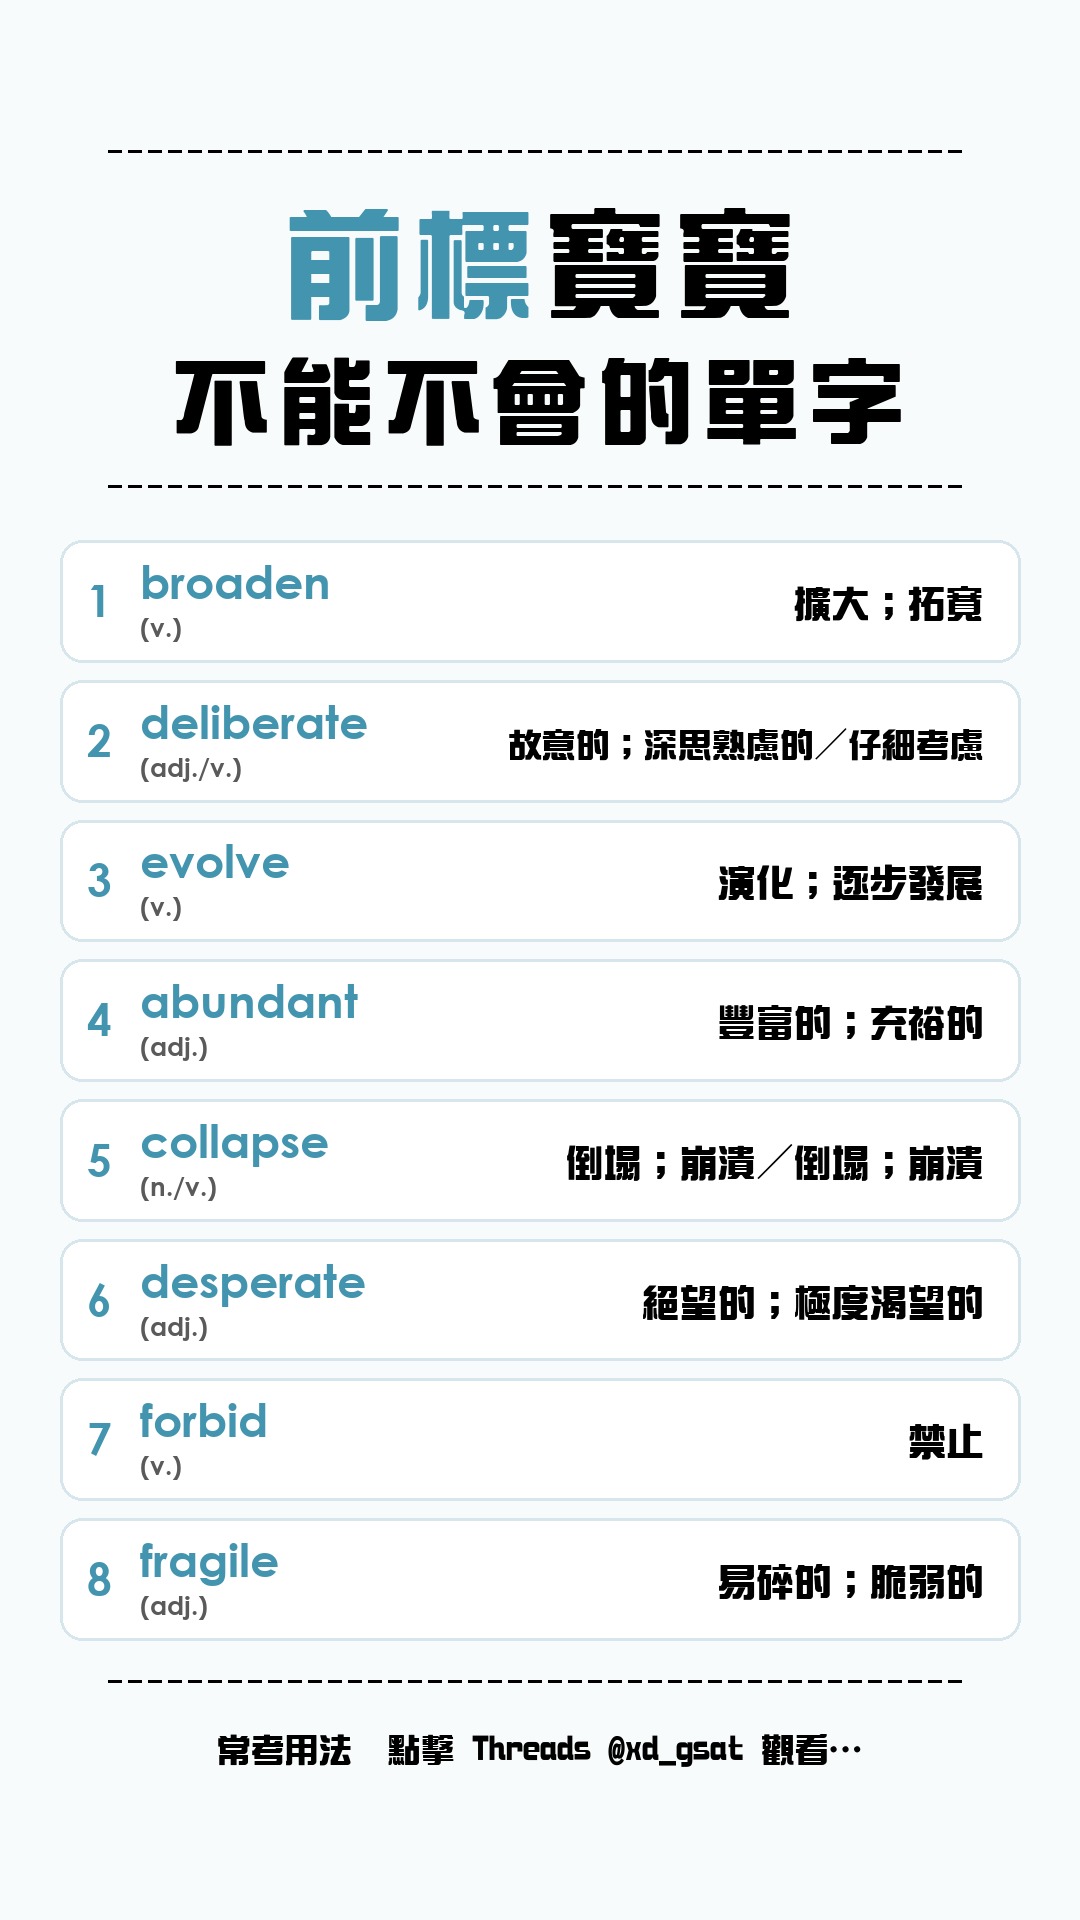 前標寶寶
不能不會的單字
1 broaden (v.) 擴大；拓寬
2 deliberate (adj./v.) 故意的；深思熟慮的／仔細考慮
3 evolve (v.) 演化；逐步發展
4 abundant (adj.) 豐富的；充裕的
5 collapse (n./v.) 倒塌；崩潰／倒塌；崩潰
6 desperate (adj.) 絕望的；極度渴望的
7 forbid (v.) 禁止
8 fragile (adj.) 易碎的；脆弱的
常考用法　點擊 Threads @xd_gsat 觀看…